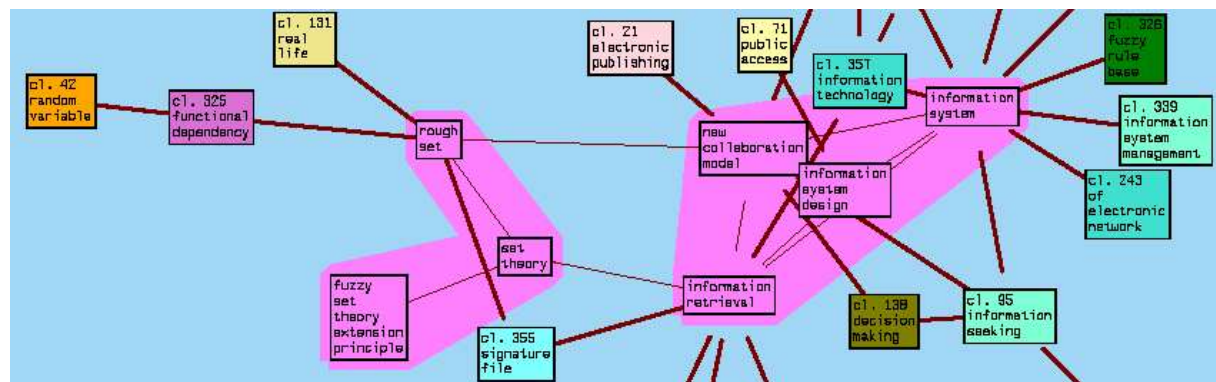 cl. 42
random
variable
cl. 325
functional
dependency
cl. 131
real
life
rough
set
cl. 21
electronic
publishing
cl. 71
public
access
cl. 357
information
technology
information
system
cl. 326
fuzzy
rule
base
cl. 339
information
system
management
cl. 243
of
electronic
network
new
collaboration
model
information
system
design
set
theory
fuzzy
set
theory
extension
principle
cl. 355
signature
file
information
retrieval
cl. 138
decision
making
cl. 95
information
seeking